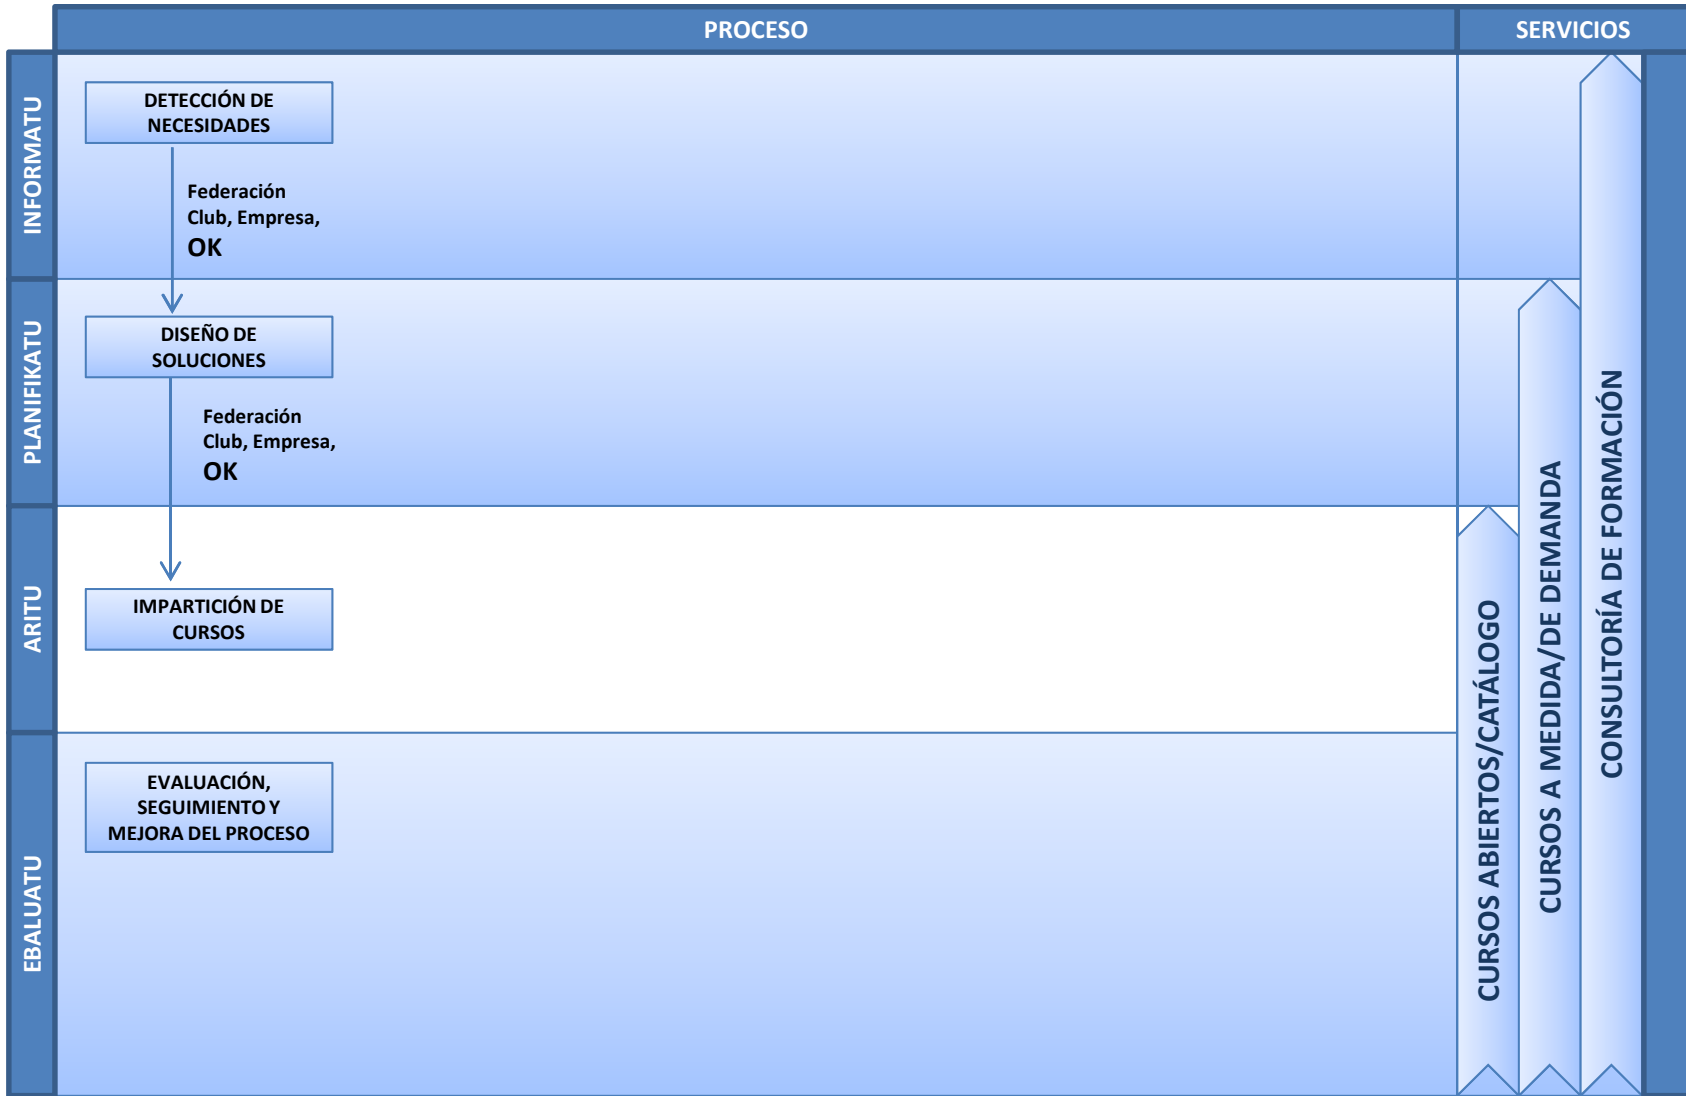 PROCESO
SERVICIOS
INFORMATU
DETECCIÓN DE
NECESIDADES
Federación
Club, Empresa,
OK
PLANIFIKATU
DISEÑO DE
SOLUCIONES
Federación
Club, Empresa,
OK
ARITU
IMPARTICIÓN DE
CURSOS
EBALUATU
EVALUACIÓN,
SEGUIMIENTO Y
MEJORA DEL PROCESO
CURSOS ABIERTOS/CATÁLOGO
CURSOS A MEDIDA/DE DEMANDA
CONSULTORÍA DE FORMACIÓN